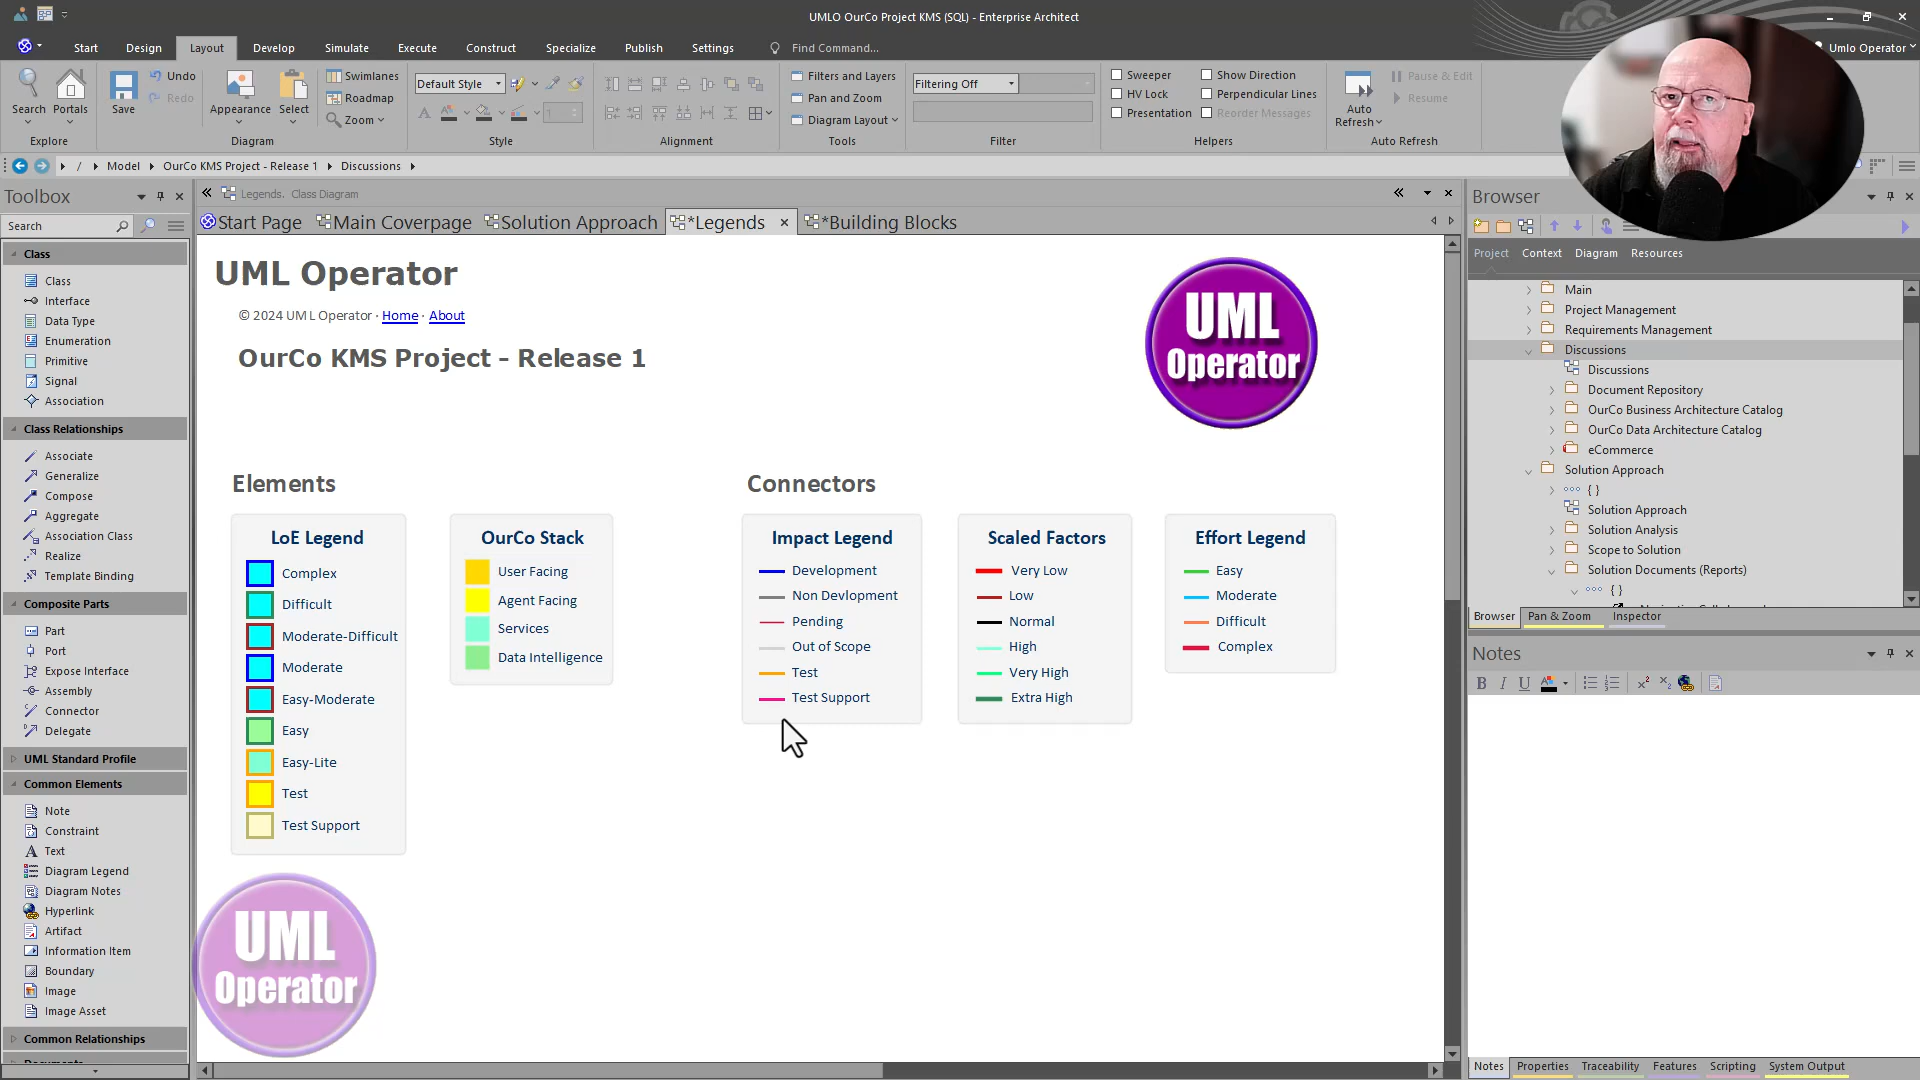 UMLO OurCo Project KMS (SQL) - Enterprise Architect
Start
Design
Layout
Develop
Simulate
Execute
Construct
Specialize
Publish
Settings
Find Command...
Umlo Operator
Search
Portals
Explore
Save
Undo
Redo
Appearance
Select
Swimlanes
Roadmap
Zoom
Diagram
Default Style
1
Style
Alignment
Filters and Layers
Pan and Zoom
Diagram Layout
Tools
Filtering Off
Filter
Sweeper
HV Lock
Presentation
Show Direction
Perpendicular Lines
Reorder Messages
Helpers
Auto
Refresh
Pause & Edit
Resume
Auto Refresh
/ Model OurCo KMS Project - Release 1 Discussions
Toolbox
Search
Class
Class
Interface
Data Type
Enumeration
Primitive
Signal
Association
Class Relationships
Associate
Generalize
Compose
Aggregate
Association Class
Realize
Template Binding
Composite Parts
Part
Port
Expose Interface
Assembly
Connector
Delegate
UML Standard Profile
Common Elements
Note
Constraint
Text
Diagram Legend
Diagram Notes
Hyperlink
Artifact
Information Item
Boundary
Image
Image Asset
Common Relationships
Legends. Class Diagram
Start Page
Main Coverpage
Solution Approach
*Legends
*Building Blocks
UML Operator
© 2024 UML Operator · Home · About
OurCo KMS Project - Release 1
UML
Operator
Elements
LoE Legend
Complex
Difficult
Moderate-Difficult
Moderate
Easy-Moderate
Easy
Easy-Lite
Test
Test Support
OurCo Stack
User Facing
Agent Facing
Services
Data Intelligence
Connectors
Impact Legend
Development
Non Devlopment
Pending
Out of Scope
Test
Test Support
Scaled Factors
Very Low
Low
Normal
High
Very High
Extra High
Effort Legend
Easy
Moderate
Difficult
Complex
UML
Operator
Browser
Project
Context
Diagram
Resources
Main
Project Management
Requirements Management
Discussions
Discussions
Document Repository
OurCo Business Architecture Catalog
OurCo Data Architecture Catalog
eCommerce
Solution Approach
{ }
Solution Approach
Solution Analysis
Scope to Solution
Solution Documents (Reports)
{ }
Browser
Pan & Zoom
Inspector
Notes
B I U A
Notes
Properties
Traceability
Features
Scripting
System Output